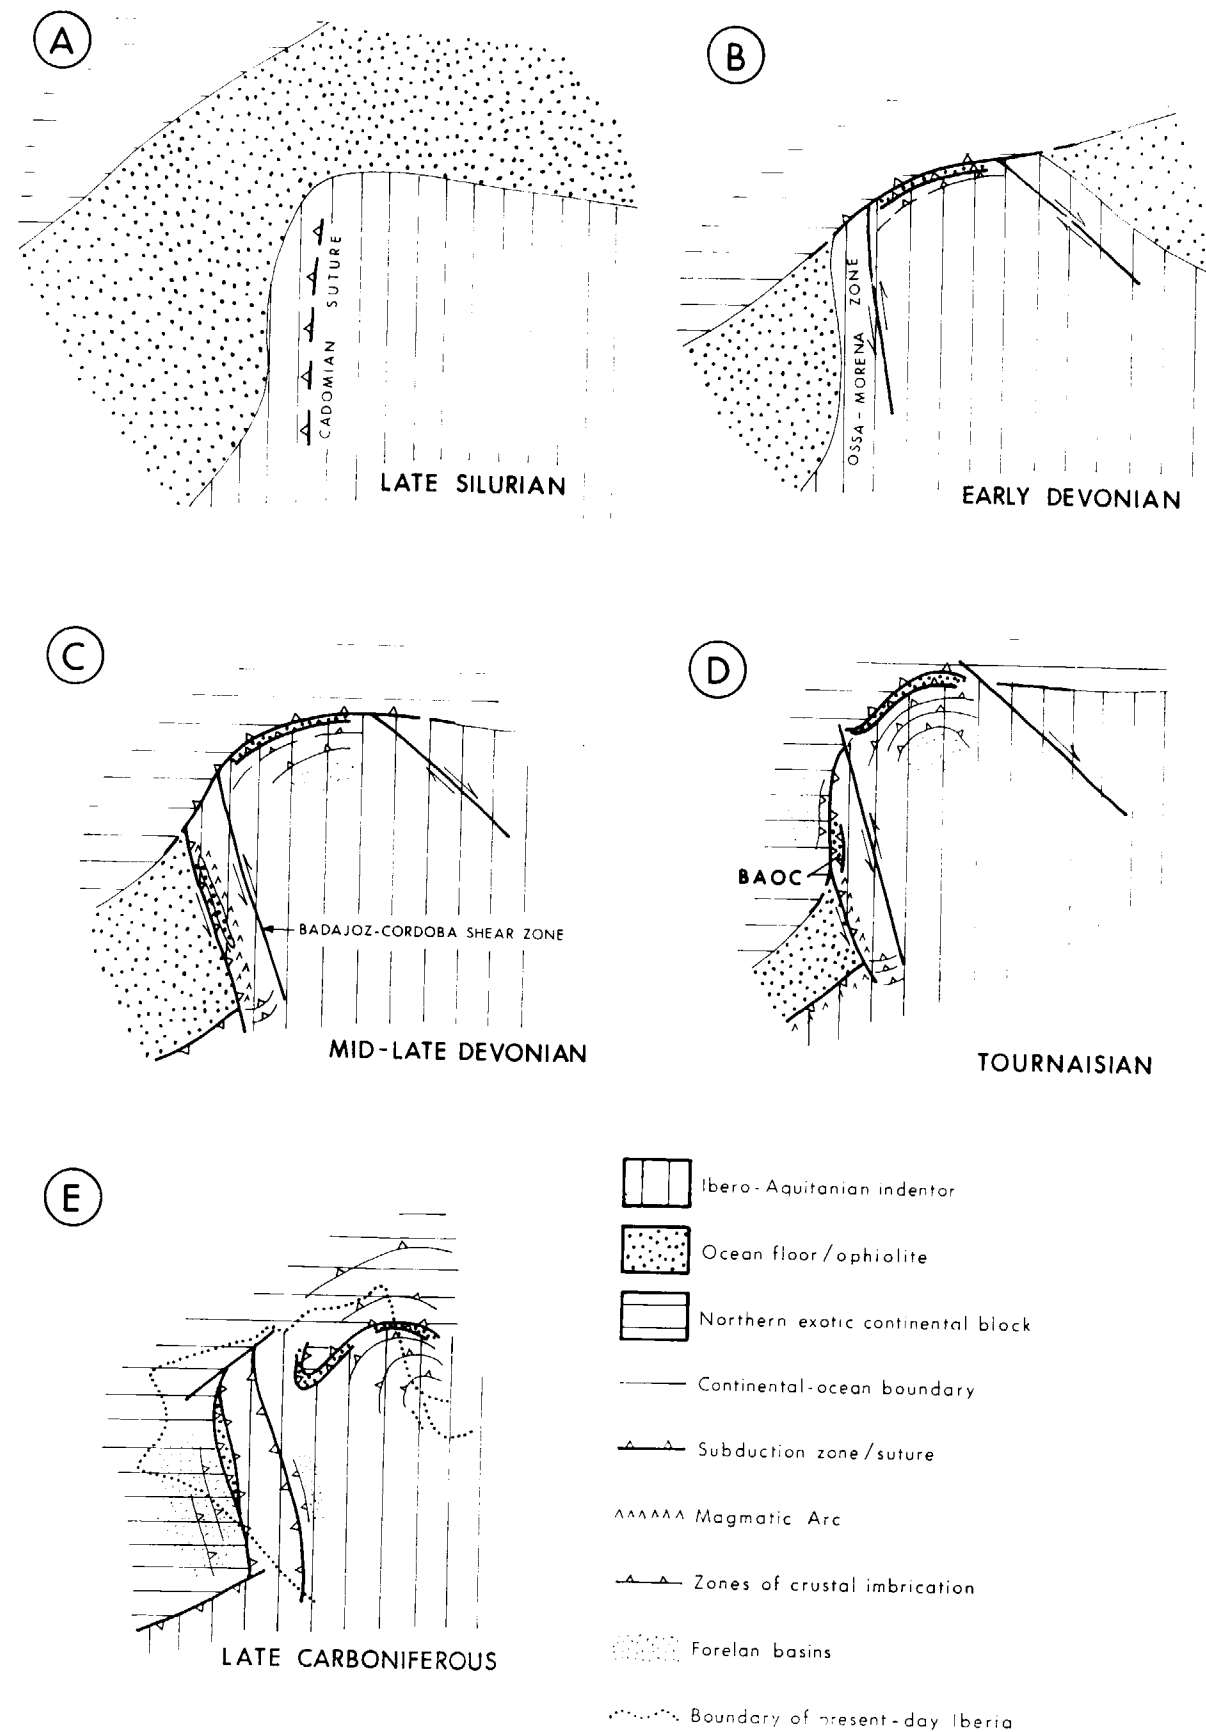 A
CADOMIAN SUTURE
LATE SILURIAN
B
OSSA-MORENA ZONE
EARLY DEVONIAN
C
BADAJOZ-CORDOBA SHEAR ZONE
MID-LATE DEVONIAN
D
BAOC
TOURNAISIAN
E
LATE CARBONIFEROUS
Ibero-Aquitanian indentor
Ocean floor/ophiolite
Northern exotic continental block
Continental-ocean boundary
Subduction zone/suture
Magmatic Arc
Zones of crustal imbrication
Forelan basins
Boundary of present-day Iberia